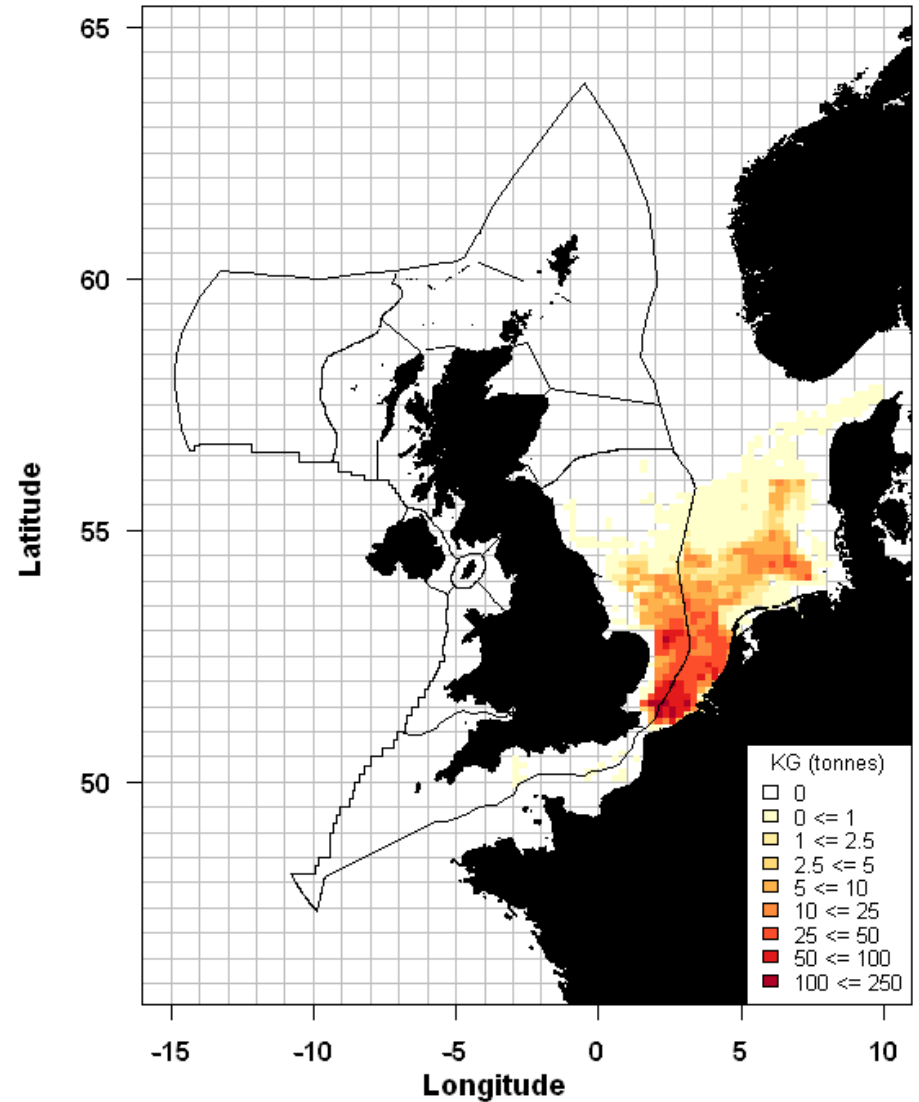 65
60
55
50
Latitude
KG (tonnes)
0
0 <= 1
1 <= 2.5
2.5 <= 5
5 <= 10
10 <= 25
25 <= 50
50 <= 100
100 <= 250
-15 -10 -5 0 5 10
Longitude